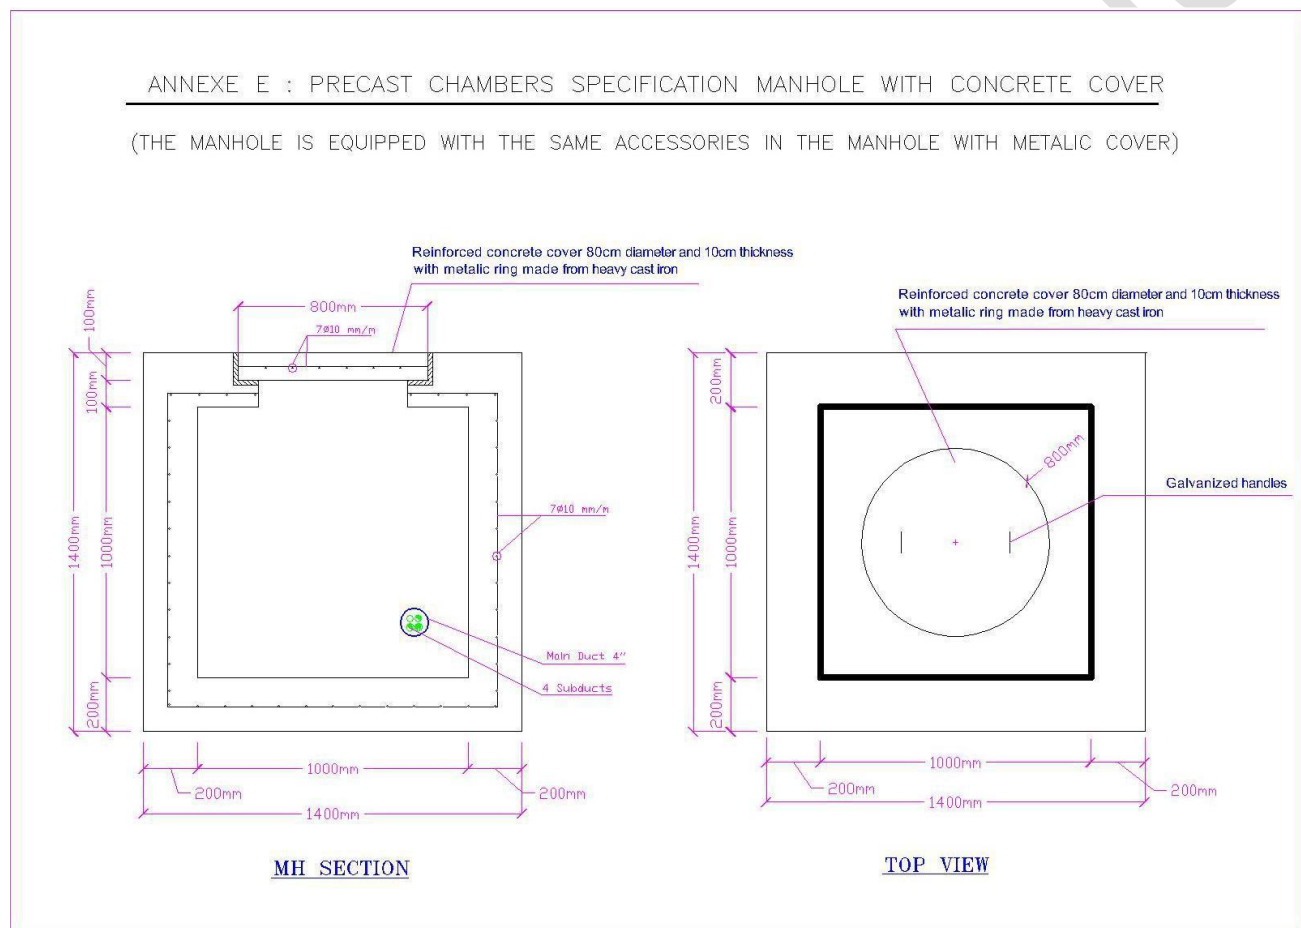 ANNEXE E : PRECAST CHAMBERS SPECIFICATION MANHOLE WITH CONCRETE COVER
(THE MANHOLE IS EQUIPPED WITH THE SAME ACCESSORIES IN THE MANHOLE WITH METALIC COVER)
Reinforced concrete cover 80cm diameter and 10cm thickness
with metalic ring made from heavy cast iron
800mm
7ø10 mm/m
100mm
100mm
1400mm
1000mm
200mm
7ø10 mm/m
Main Duct 4"
4 Subducts
1000mm
200mm
200mm
1400mm
MH SECTION
Reinforced concrete cover 80cm diameter and 10cm thickness
with metalic ring made from heavy cast iron
200mm
800mm
Galvanized handles
1400mm
1000mm
200mm
1000mm
200mm
200mm
1400mm
TOP VIEW